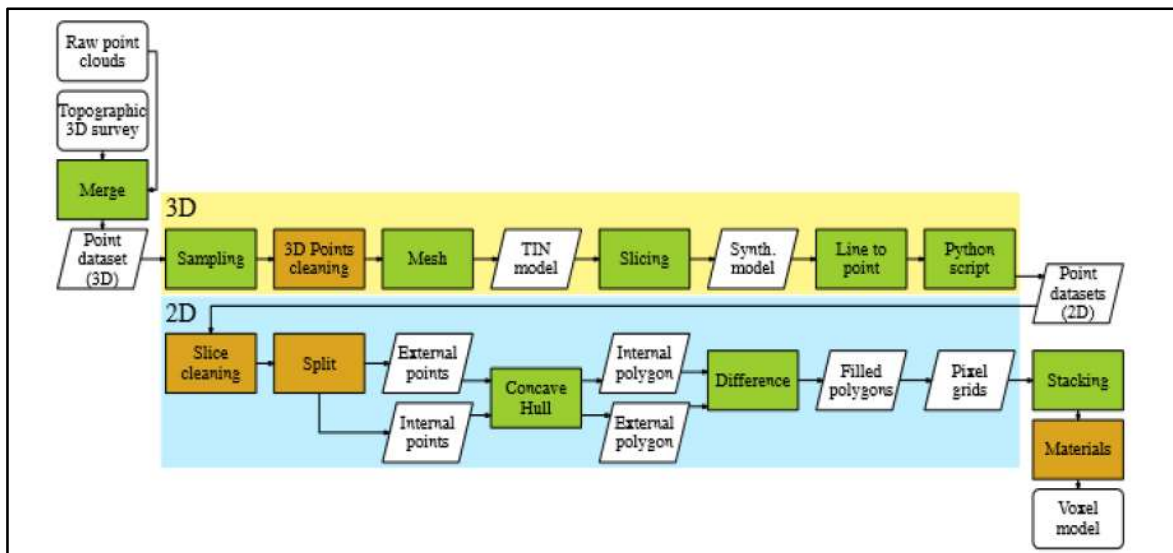 Raw point
clouds
Topographic
3D survey
Merge
Point
dataset
(3D)
3D
Sampling
3D Points
cleaning
Mesh
TIN
model
Slicing
Synth.
model
Line to
point
Python
script
Point
datasets
(2D)
2D
Slice
cleaning
Split
External
points
Internal
points
Concave
Hull
Internal
polygon
External
polygon
Difference
Filled
polygons
Pixel
grids
Stacking
Materials
Voxel
model